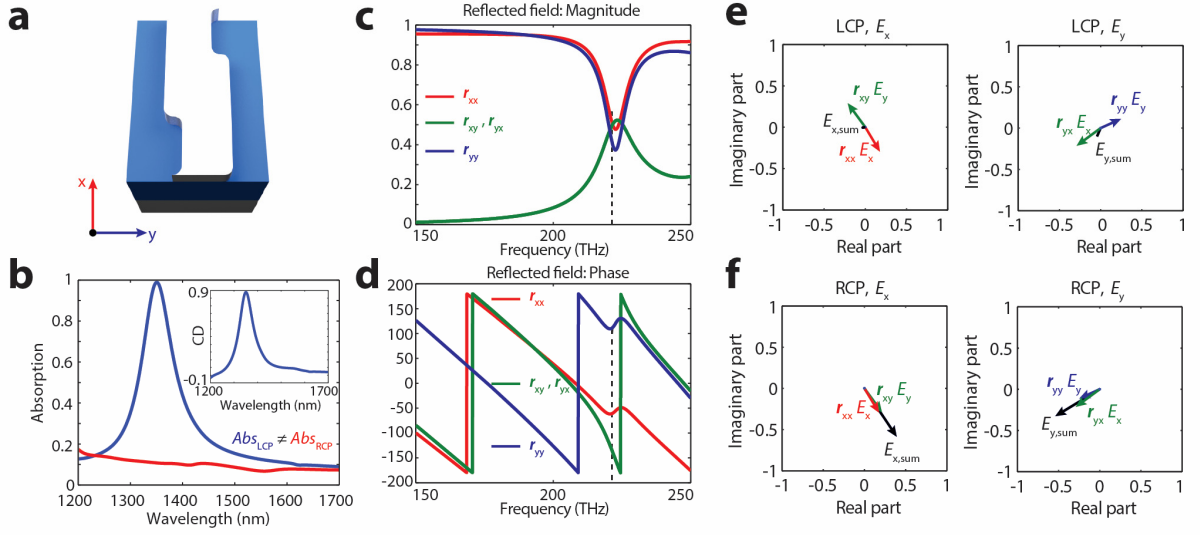 a
x
y
b
1
0.8
0.6
0.4
0.2
0
Absorption
1200 1300 1400 1500 1600 1700
Wavelength (nm)
0.9
CD
-0.1
1200 1700
Wavelength (nm)
Abs_LCP ≠ Abs_RCP
c
Reflected field: Magnitude
1
0.8
0.6
0.4
0.2
0
r_xx
r_xy , r_yx
r_yy
150 200 250
Frequency (THz)
d
Reflected field: Phase
200
150
100
50
0
-50
-100
-150
-200
r_xx
r_xy , r_yx
r_yy
150 200 250
Frequency (THz)
e
LCP, E_x
Imaginary part
1
0.5
0
-0.5
-1
r_xy E_y
E_x,sum
r_xx E_x
-1 -0.5 0 0.5 1
Real part
LCP, E_y
Imaginary part
1
0.5
0
-0.5
-1
r_yy E_y
r_yx E_x
E_y,sum
-1 -0.5 0 0.5 1
Real part
f
RCP, E_x
Imaginary part
1
0.5
0
-0.5
-1
r_xy E_y
r_xx E_x
E_x,sum
-1 -0.5 0 0.5 1
Real part
RCP, E_y
Imaginary part
1
0.5
0
-0.5
-1
r_yy E_y
r_yx E_x
E_y,sum
-1 -0.5 0 0.5 1
Real part